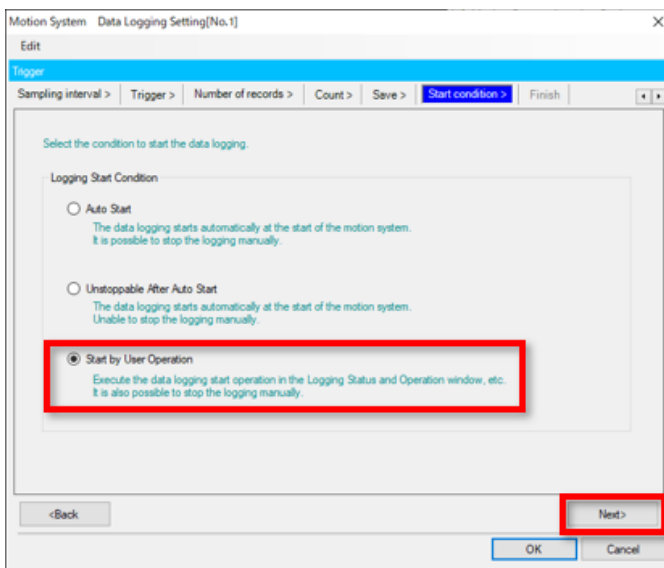 Motion System Data Logging Setting[No.1]
Edit
Trigger
Sampling interval > Trigger > Number of records > Count > Save > Start condition > Finish
Select the condition to start the data logging.
Logging Start Condition
Auto Start
The data logging starts automatically at the start of the motion system.
It is possible to stop the logging manually.
Unstoppable After Auto Start
The data logging starts automatically at the start of the motion system.
Unable to stop the logging manually.
Start by User Operation
Execute the data logging start operation in the Logging Status and Operation window, etc.
It is also possible to stop the logging manually.
<Back Next>
OK Cancel